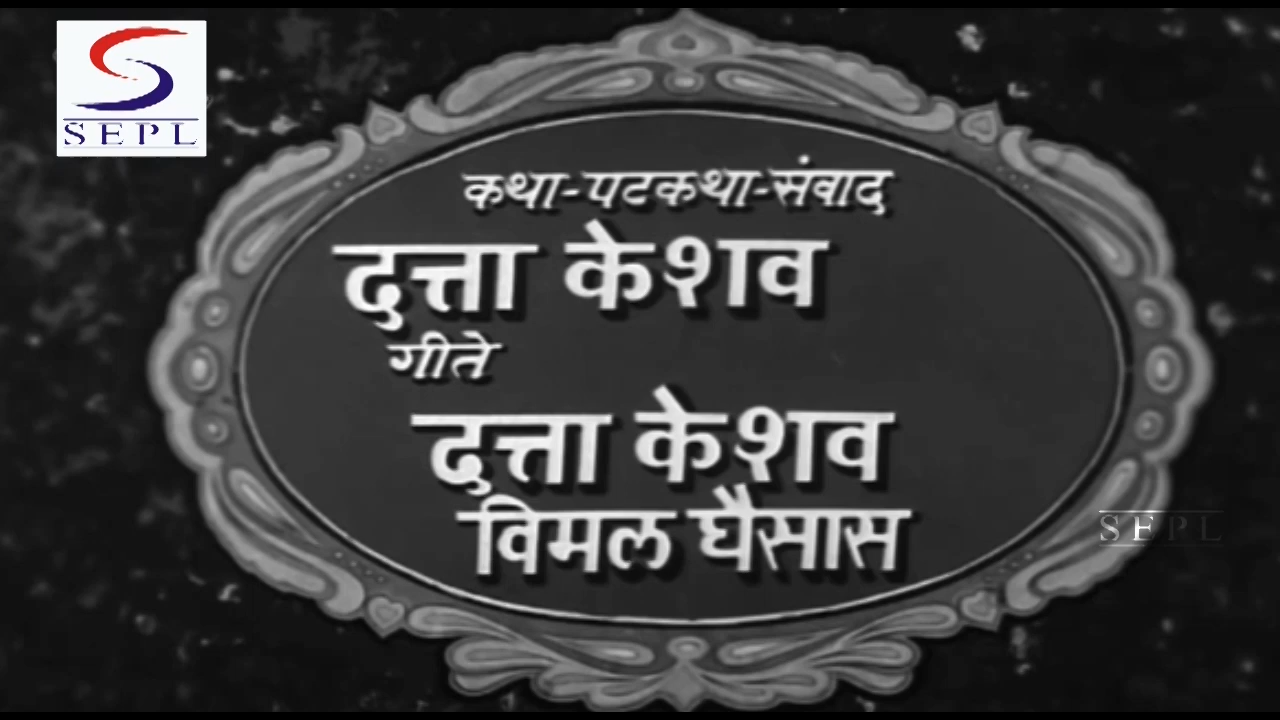 SEPL
कथा-पटकथा-संवाद
दत्ता केशव
गीते
दत्ता केशव
विमल घैसास
SEPL